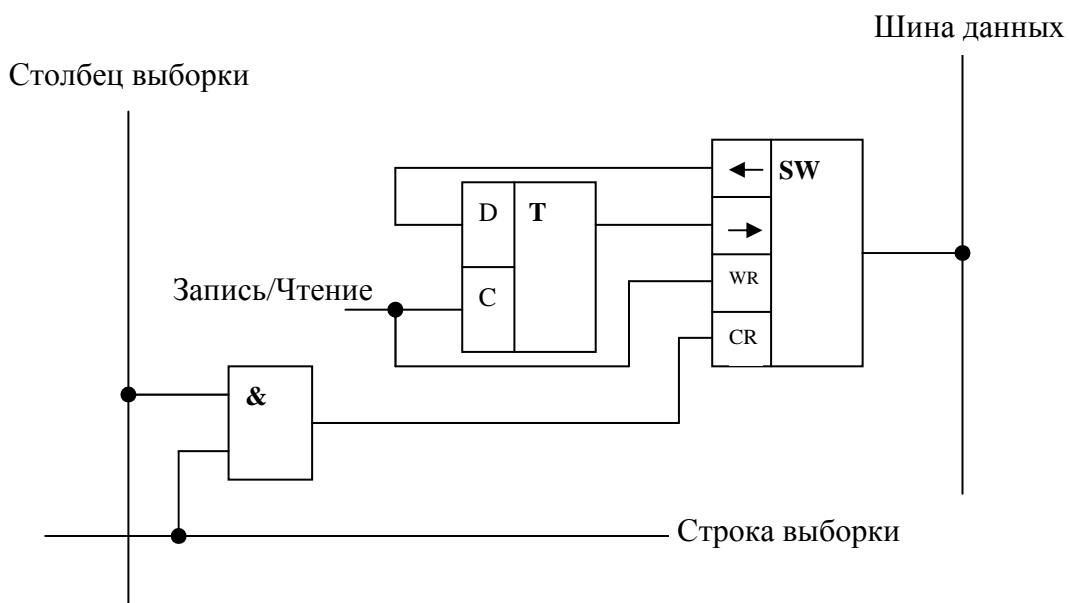 Шина данных
Столбец выборки
SW
D T
WR
Запись/Чтение
C
CR
&
Строка выборки